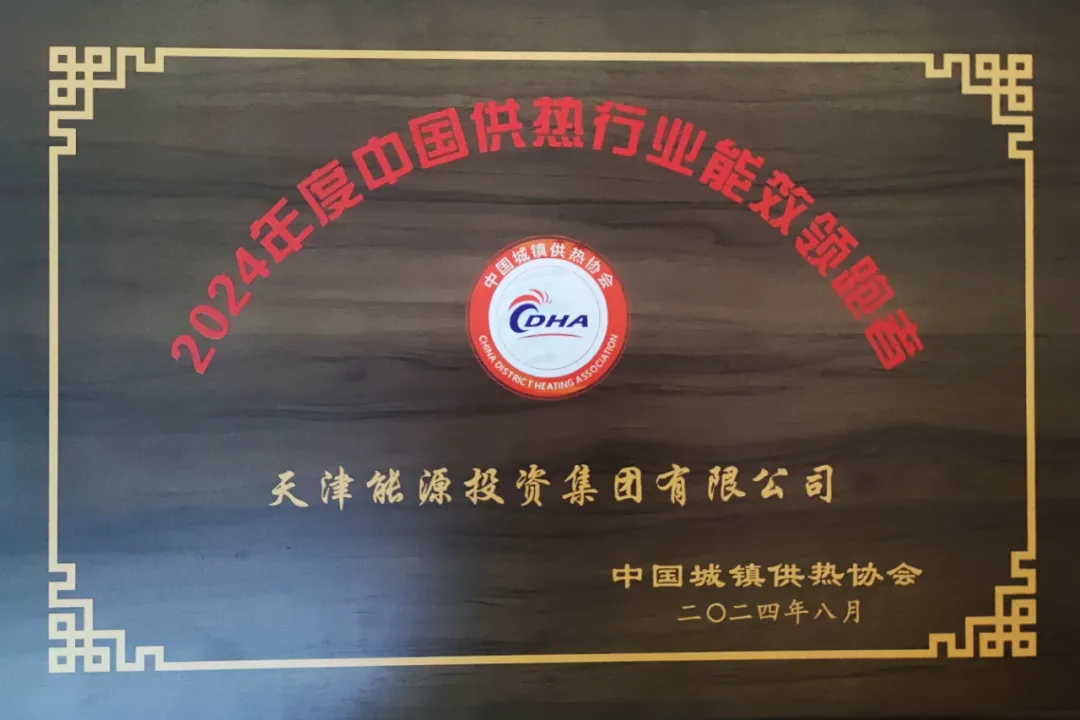 2024年度中国供热行业能效领跑者
中国城镇供热协会
CDHA
CHINA DISTRICT HEATING ASSOCIATION
天津能源投资集团有限公司
中国城镇供热协会
二〇二四年八月